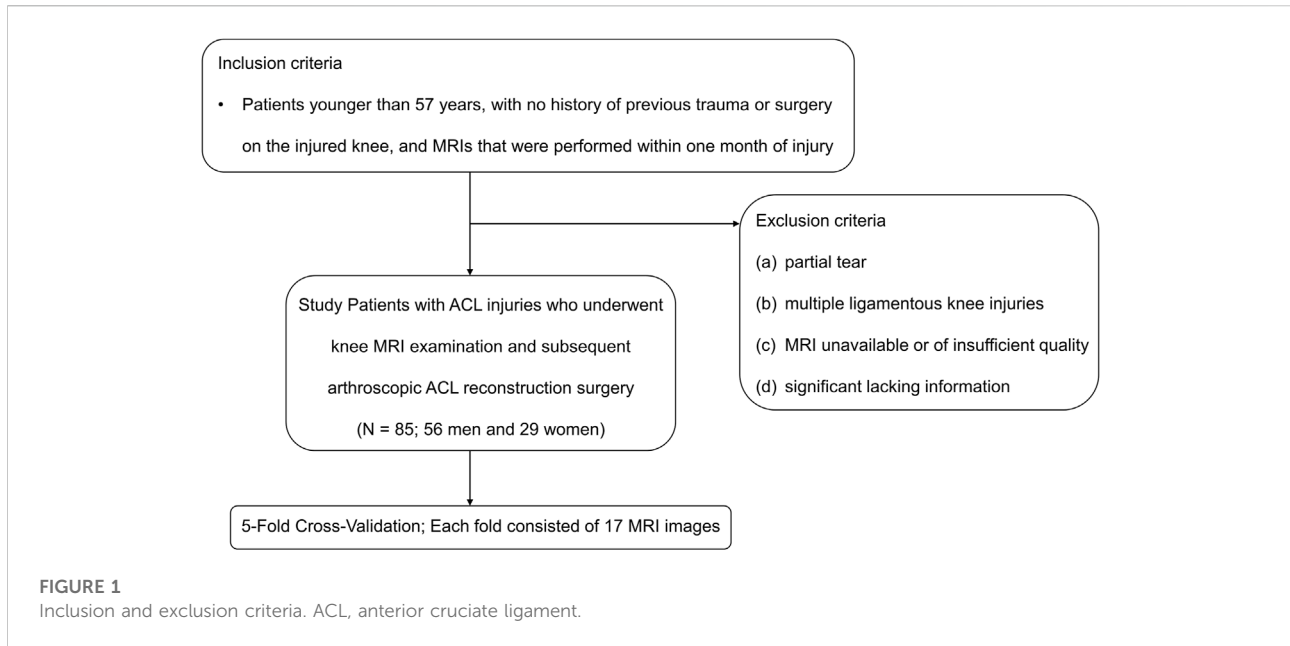 Inclusion criteria
• Patients younger than 57 years, with no history of previous trauma or surgery
on the injured knee, and MRIs that were performed within one month of injury
Exclusion criteria
(a) partial tear
(b) multiple ligamentous knee injuries
(c) MRI unavailable or of insufficient quality
(d) significant lacking information
Study Patients with ACL injuries who underwent
knee MRI examination and subsequent
arthroscopic ACL reconstruction surgery
(N = 85; 56 men and 29 women)
5-Fold Cross-Validation; Each fold consisted of 17 MRI images
FIGURE 1
Inclusion and exclusion criteria. ACL, anterior cruciate ligament.